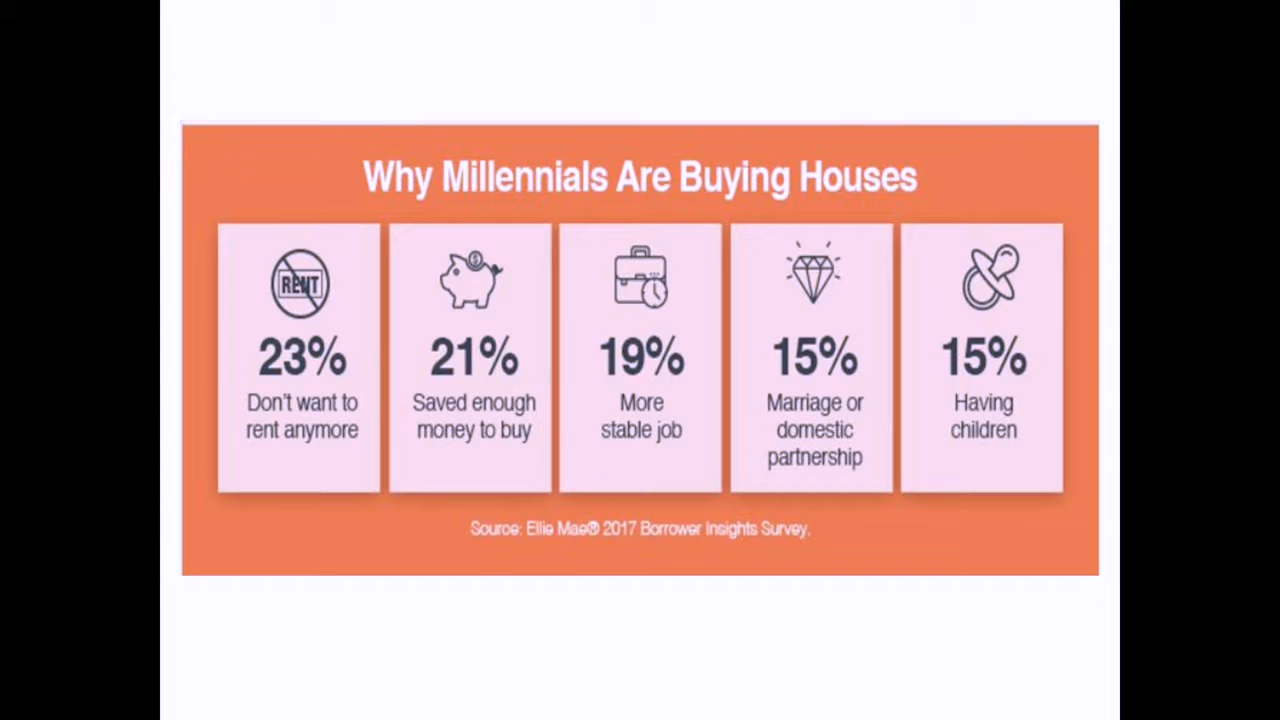 Why Millennials Are Buying Houses
RENT
23%
Don't want to
rent anymore
$
21%
Saved enough
money to buy
19%
More
stable job
15%
Marriage or
domestic
partnership
15%
Having
children
Source: Ellie Mae® 2017 Borrower Insights Survey.